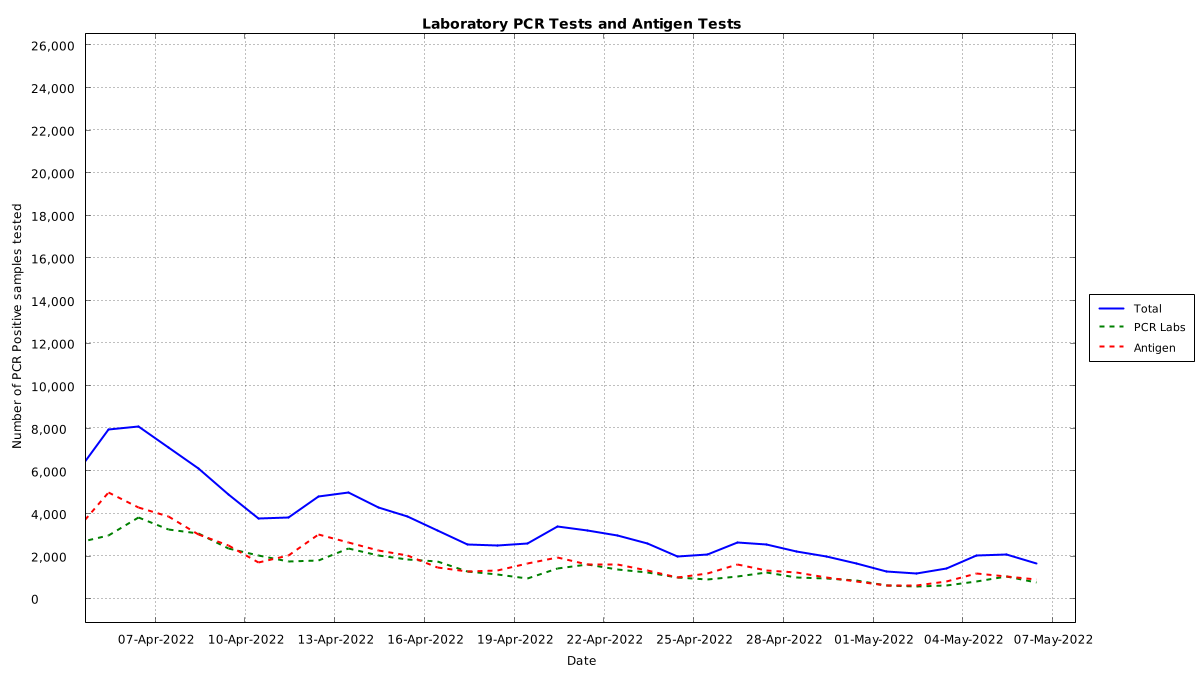 Laboratory PCR Tests and Antigen Tests
26,000
24,000
22,000
20,000
18,000
16,000
14,000
12,000
10,000
8,000
6,000
4,000
2,000
0
Number of PCR Positive samples tested
07-Apr-2022 10-Apr-2022 13-Apr-2022 16-Apr-2022 19-Apr-2022 22-Apr-2022 25-Apr-2022 28-Apr-2022 01-May-2022 04-May-2022 07-May-2022
Date
Total
PCR Labs
Antigen